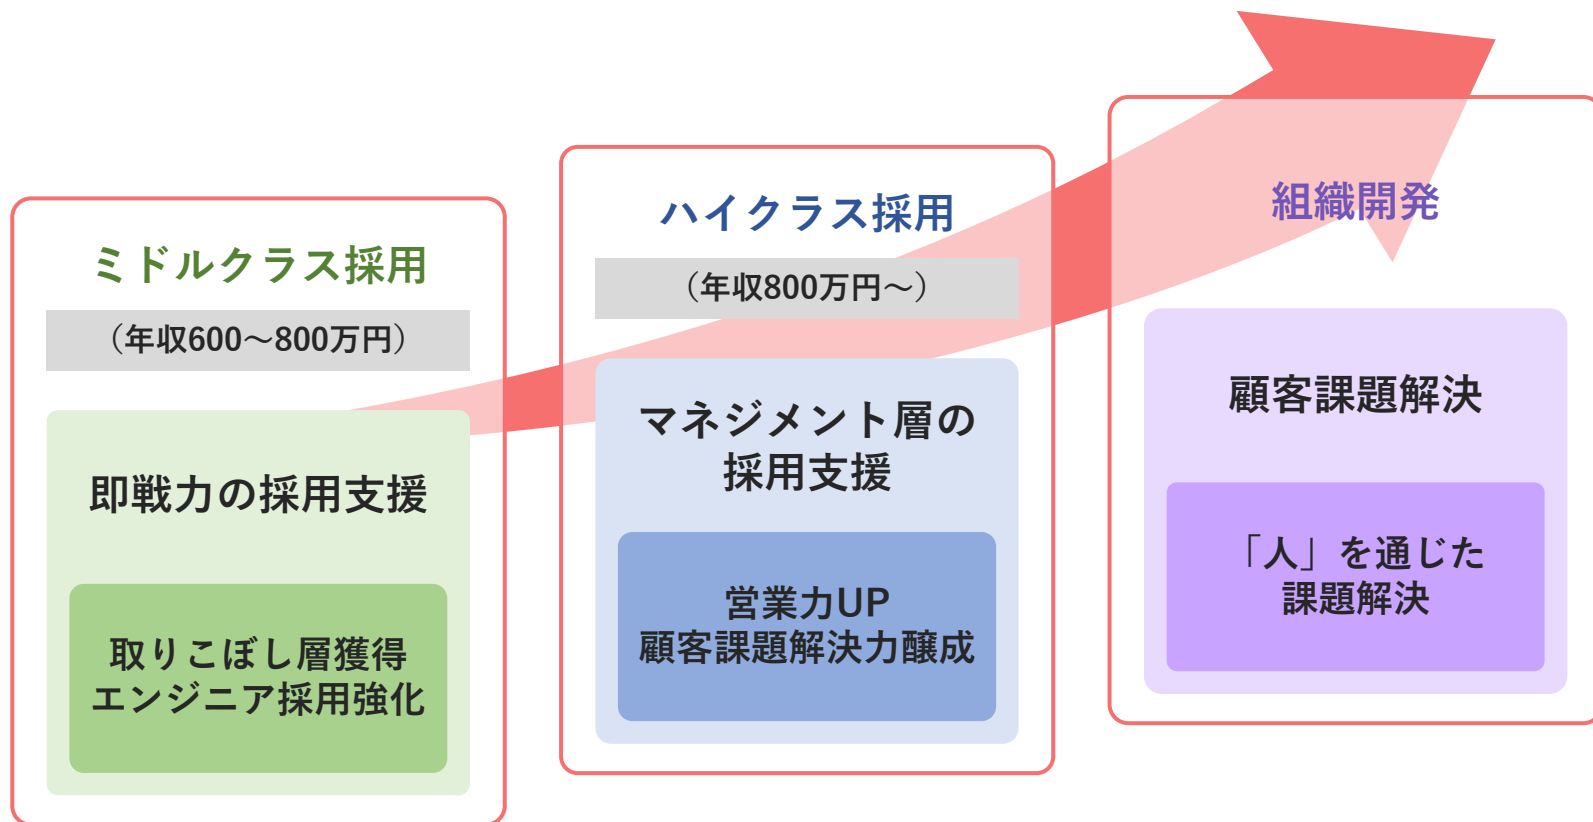 ミドルクラス採用
（年収600～800万円）
即戦力の採用支援
取りこぼし層獲得
エンジニア採用強化
ハイクラス採用
（年収800万円～）
マネジメント層の
採用支援
営業力UP
顧客課題解決力醸成
組織開発
顧客課題解決
「人」を通じた
課題解決